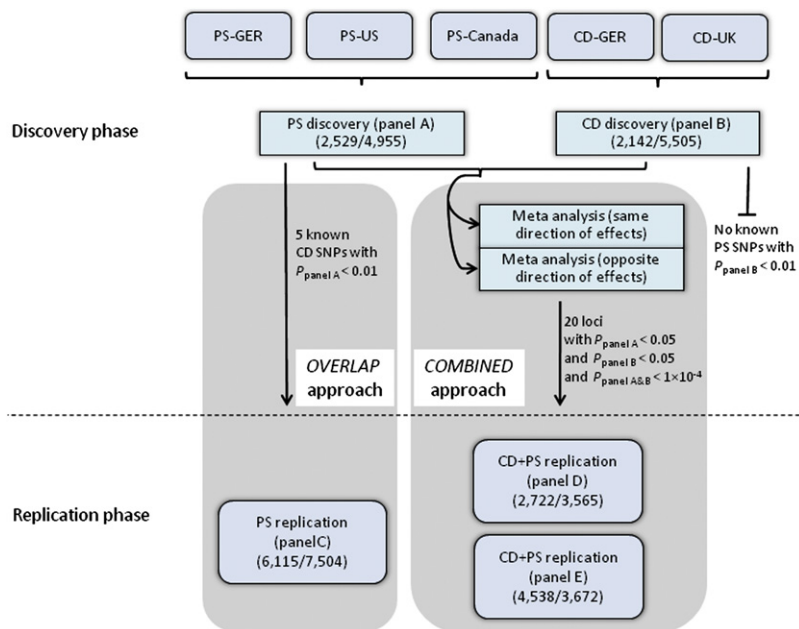 PS-GER
PS-US
PS-Canada
CD-GER
CD-UK
Discovery phase
PS discovery (panel A)
(2,529/4,955)
CD discovery (panel B)
(2,142/5,505)
5 known
CD SNPs with
P panel A < 0.01
Meta analysis (same
direction of effects)
Meta analysis (opposite
direction of effects)
No known
PS SNPs with
P panel B < 0.01
20 loci
with P panel A < 0.05
and P panel B < 0.05
and P panel A&B < 1×10⁻⁴
OVERLAP
approach
COMBINED
approach
Replication phase
PS replication
(panelC)
(6,115/7,504)
CD+PS replication
(panel D)
(2,722/3,565)
CD+PS replication
(panel E)
(4,538/3,672)